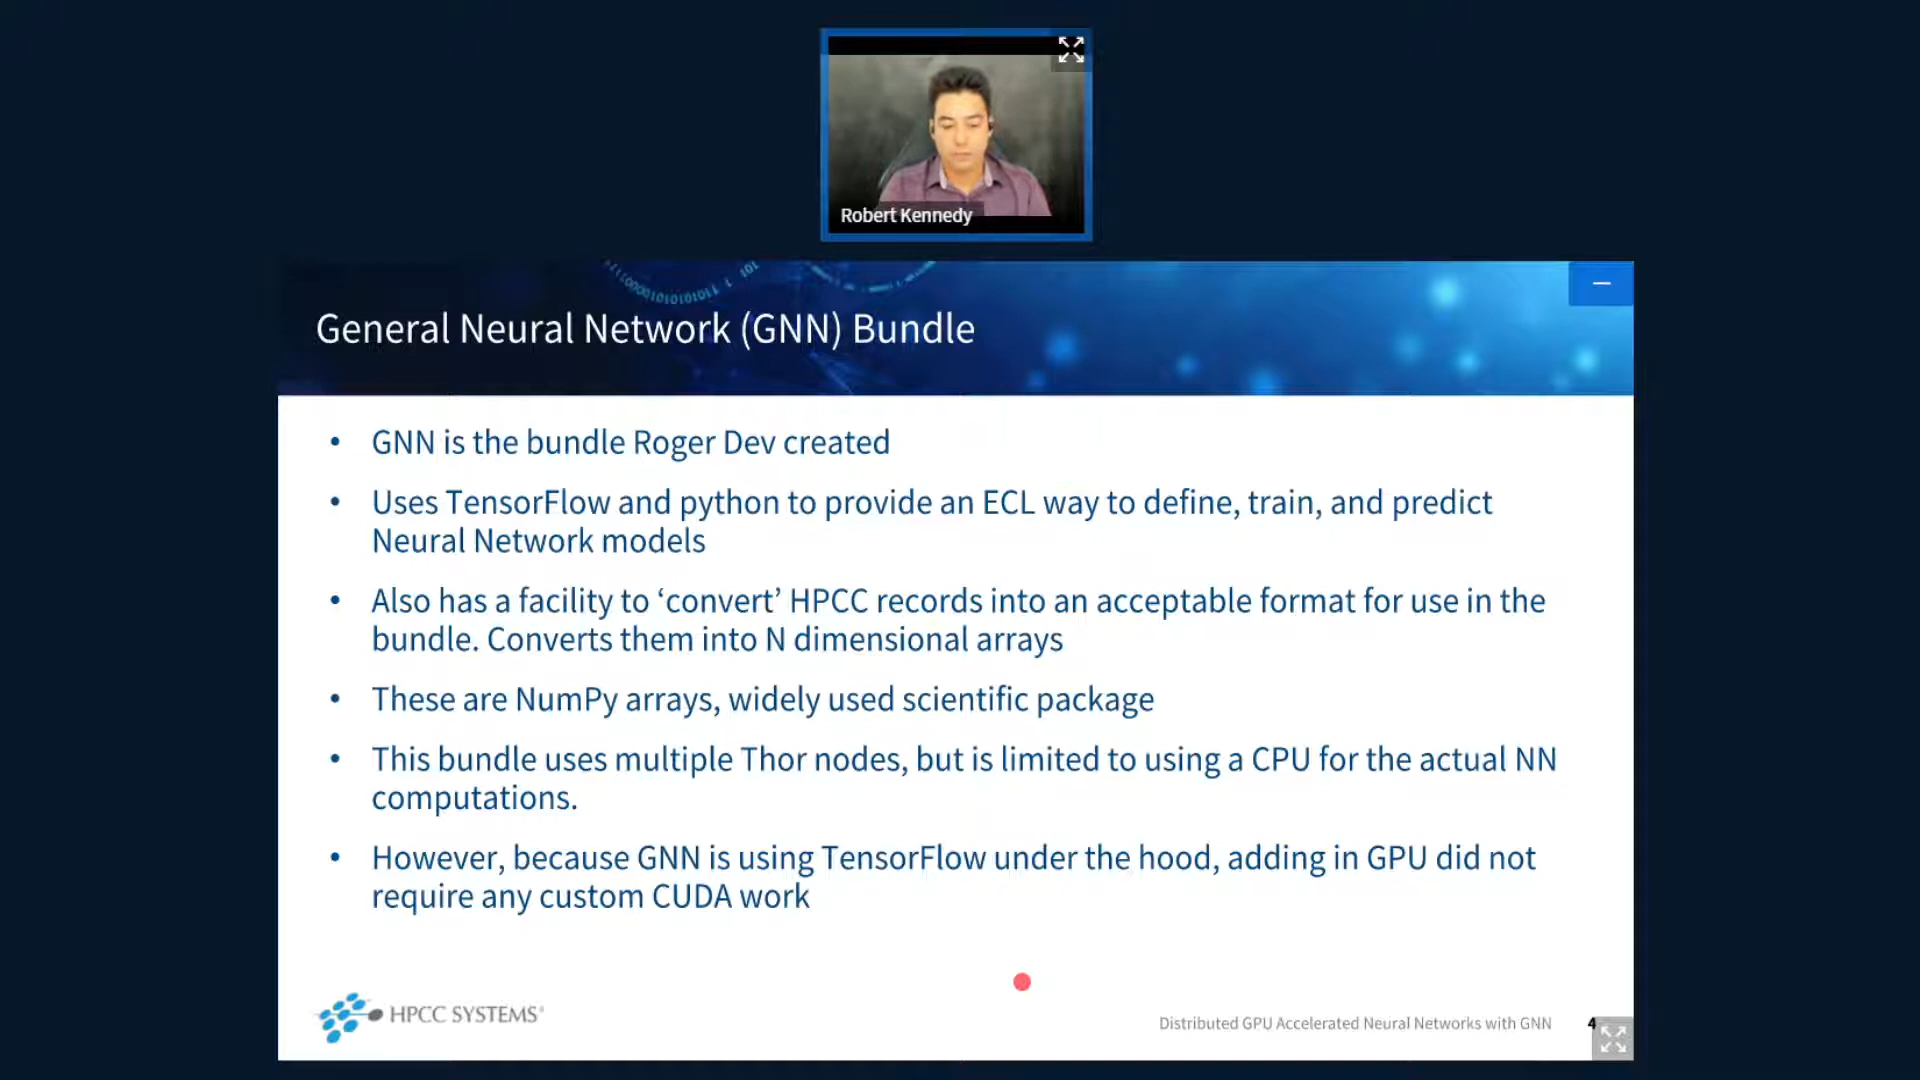 Robert Kennedy
General Neural Network (GNN) Bundle
• GNN is the bundle Roger Dev created
• Uses TensorFlow and python to provide an ECL way to define, train, and predict
Neural Network models
• Also has a facility to ‘convert’ HPCC records into an acceptable format for use in the
bundle. Converts them into N dimensional arrays
• These are NumPy arrays, widely used scientific package
• This bundle uses multiple Thor nodes, but is limited to using a CPU for the actual NN
computations.
• However, because GNN is using TensorFlow under the hood, adding in GPU did not
require any custom CUDA work
HPCC SYSTEMS®
Distributed GPU Accelerated Neural Networks with GNN 4